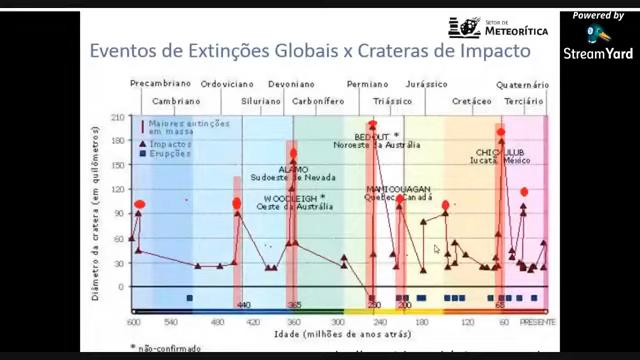 Powered by
StreamYard
SETOR DE
METEORÍTICA
Eventos de Extinções Globais x Crateras de Impacto
Precambriano Ordoviciano Devoniano Permiano Jurássico Quaternário
Cambriano Siluriano Carbonífero Triássico Cretáceo Terciário
Diâmetro da cratera (em quilómetros)
210
180
150
120
90
60
30
0
Maiores extinções
em massa
Impactos
Erupções
BEDOUT *
Noroeste da Austrália
CHICXULUB
Iucatã, México
ALAMO
Sudoeste de Nevada
WOODLEIGH *
Oeste da Austrália
MANICOUAGAN
Quebec, Canadá
440 365 250 200 65
600 540 480 420 360 300 240 180 120 60 PRESENTE
Idade (milhões de anos atrás)
* não-confirmado